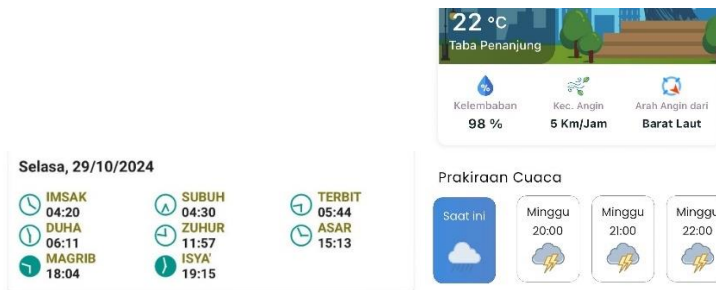 22 °C
Taba Penanjung
%
Kelembaban Kec. Angin Arah Angin dari
98 % 5 Km/Jam Barat Laut
Prakiraan Cuaca
Saat ini Minggu Minggu Minggu
20:00 21:00 22:00
Selasa, 29/10/2024
IMSAK SUBUH TERBIT
04:20 04:30 05:44
DUHA ZUHUR ASAR
06:11 11:57 15:13
MAGRIB ISYA'
18:04 19:15